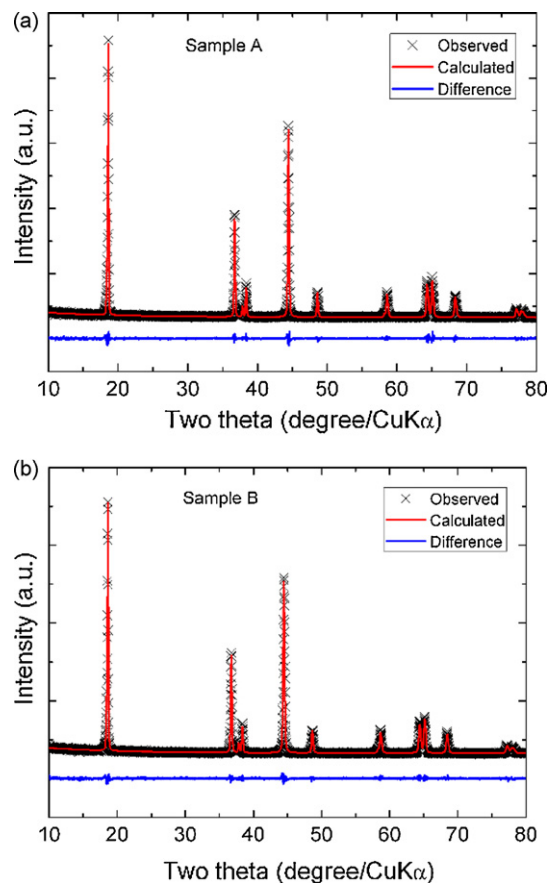 (a)
Sample A
Observed
Calculated
Difference
Intensity (a.u.)
10 20 30 40 50 60 70 80
Two theta (degree/CuKα)
(b)
Sample B
Observed
Calculated
Difference
Intensity (a.u.)
10 20 30 40 50 60 70 80
Two theta (degree/CuKα)